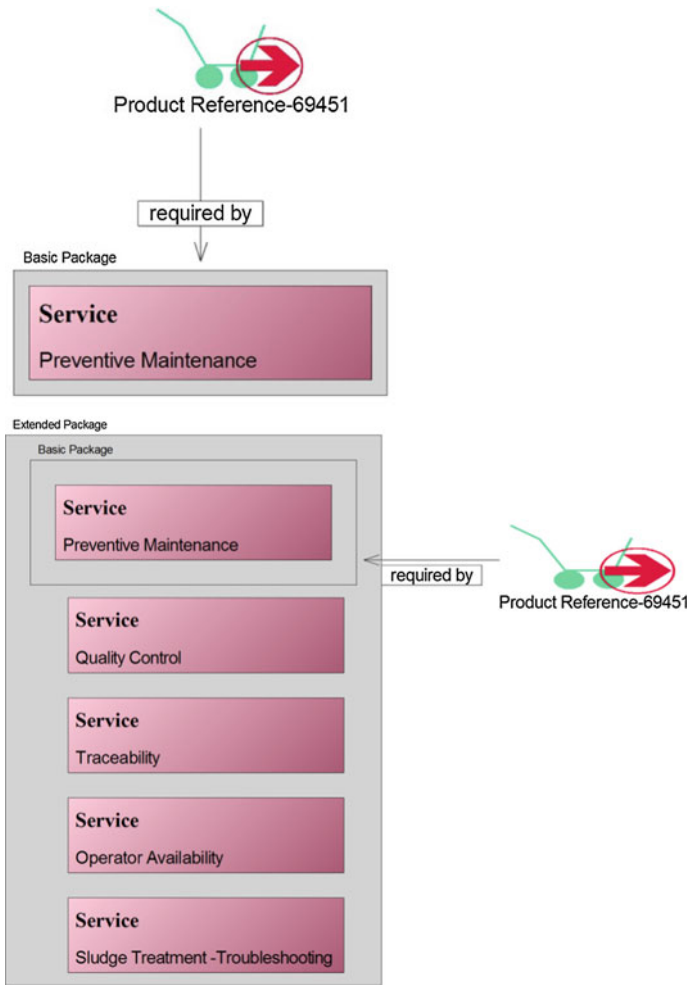 Product Reference-69451
required by
Basic Package
Service
Preventive Maintenance
Extended Package
Basic Package
Service
Preventive Maintenance
required by
Product Reference-69451
Service
Quality Control
Service
Traceability
Service
Operator Availability
Service
Sludge Treatment -Troubleshooting